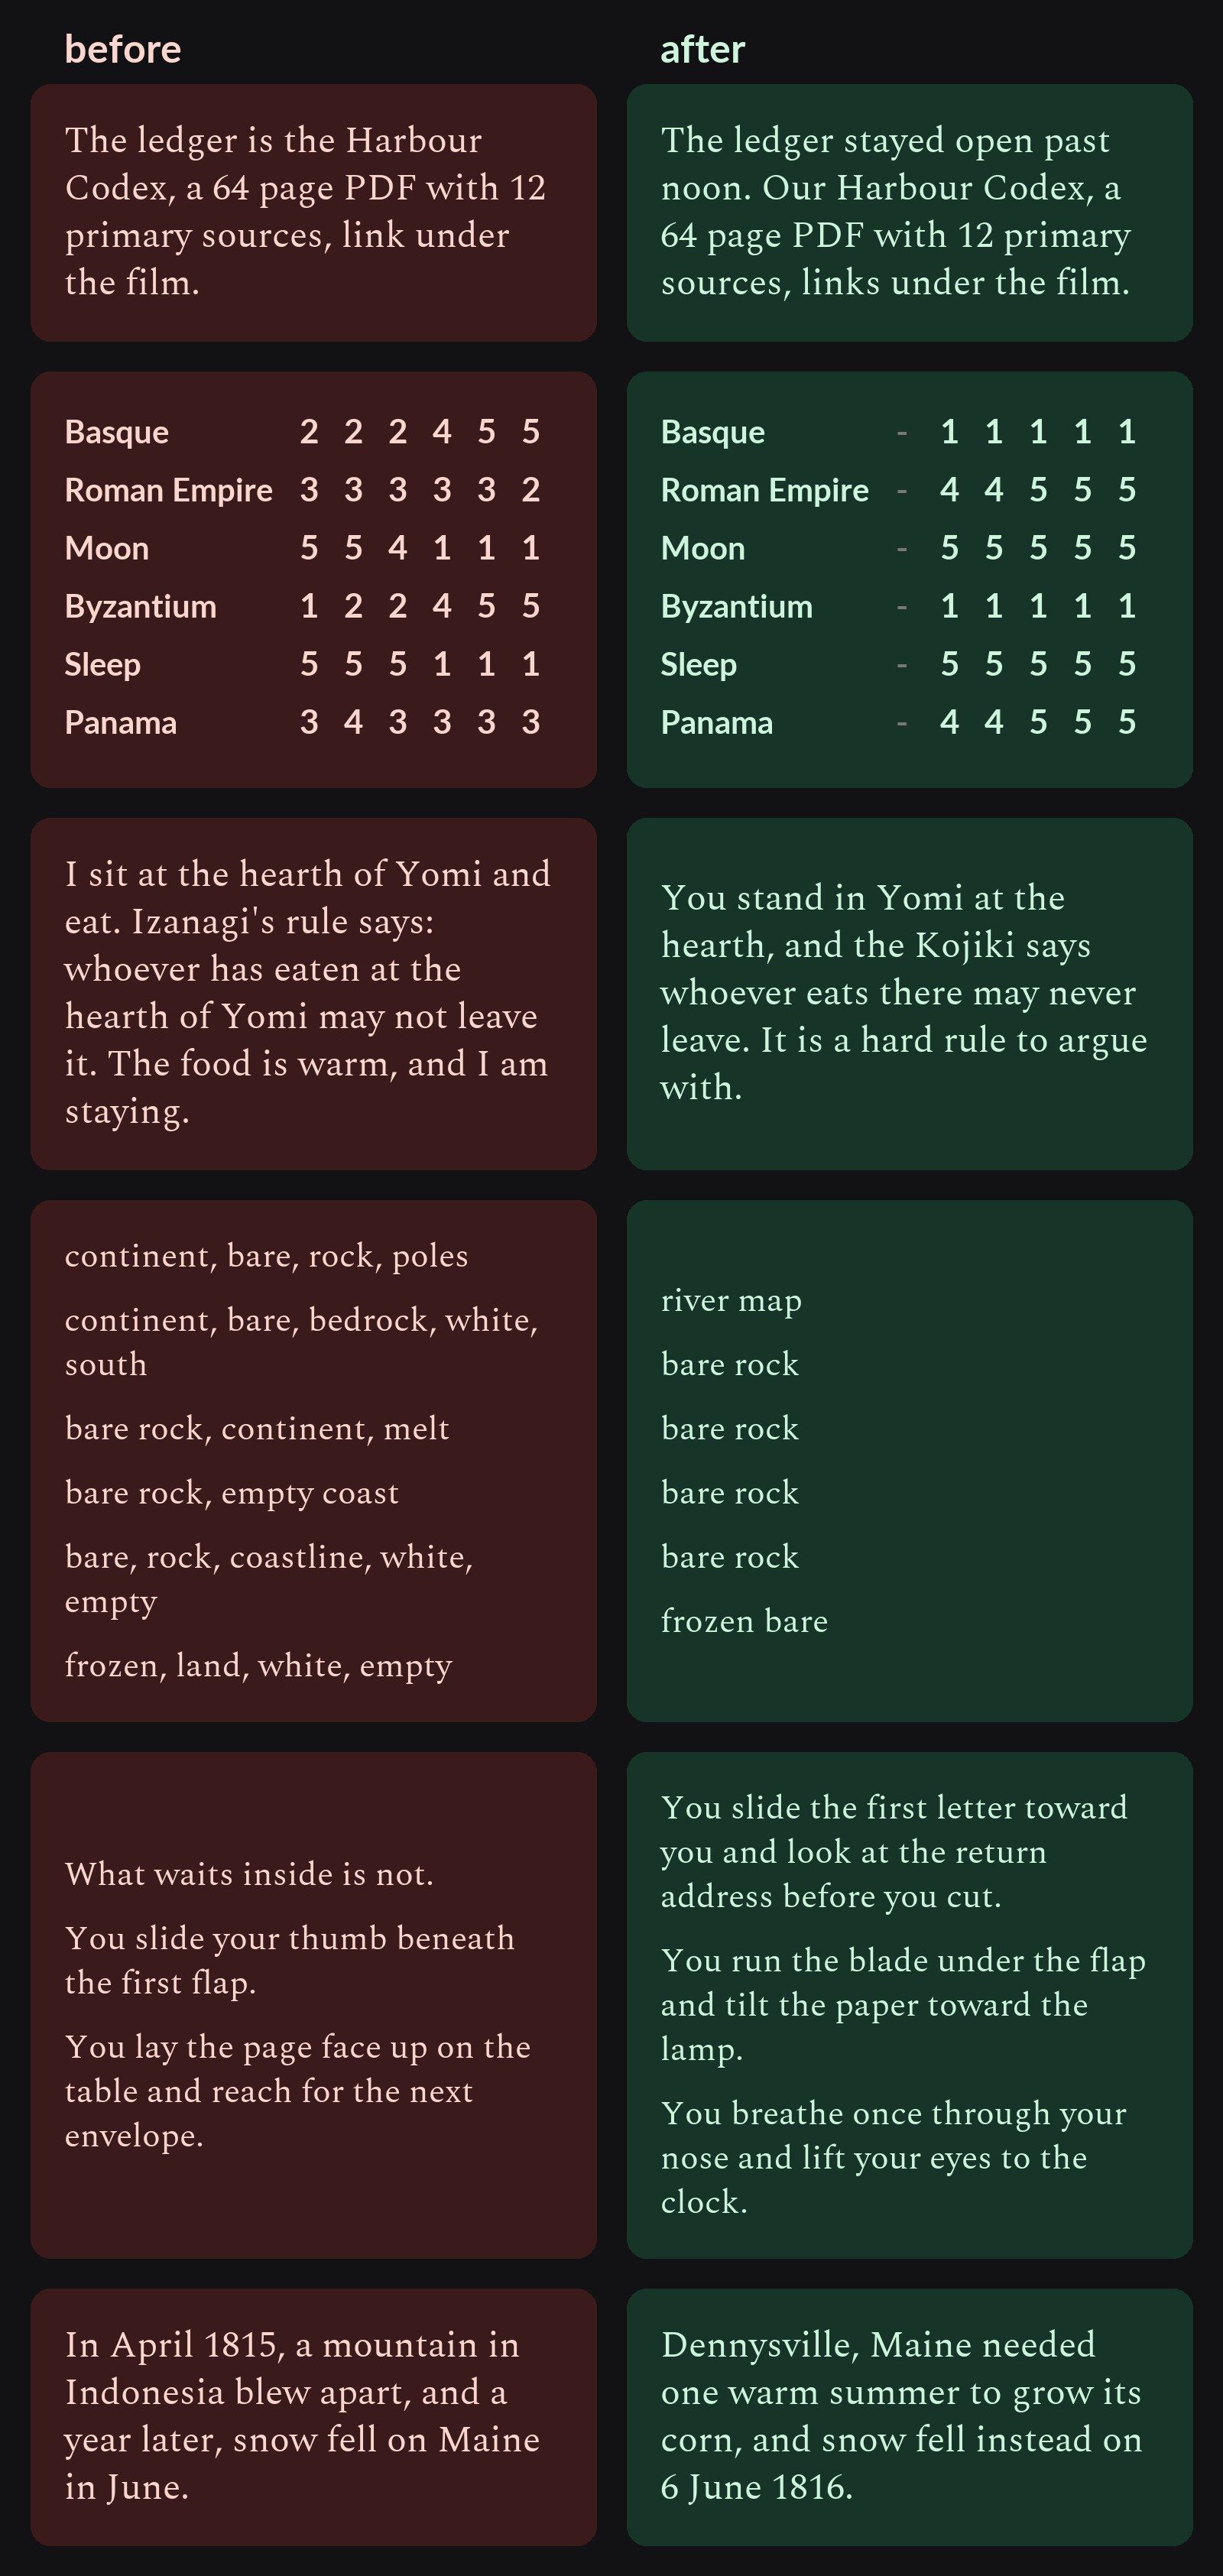 before
after
The ledger is the Harbour
Codex, a 64 page PDF with 12
primary sources, link under
the film.
The ledger stayed open past
noon. Our Harbour Codex, a
64 page PDF with 12 primary
sources, links under the film.
Basque 2 2 2 4 5 5
Roman Empire 3 3 3 3 3 2
Moon 5 5 4 1 1 1
Byzantium 1 2 2 4 5 5
Sleep 5 5 5 1 1 1
Panama 3 4 3 3 3 3
Basque - 1 1 1 1 1
Roman Empire - 4 4 5 5 5
Moon - 5 5 5 5 5
Byzantium - 1 1 1 1 1
Sleep - 5 5 5 5 5
Panama - 4 4 5 5 5
I sit at the hearth of Yomi and
eat. Izanagi's rule says:
whoever has eaten at the
hearth of Yomi may not leave
it. The food is warm, and I am
staying.
You stand in Yomi at the
hearth, and the Kojiki says
whoever eats there may never
leave. It is a hard rule to argue
with.
continent, bare, rock, poles
continent, bare, bedrock, white,
south
bare rock, continent, melt
bare rock, empty coast
bare, rock, coastline, white,
empty
frozen, land, white, empty
river map
bare rock
bare rock
bare rock
bare rock
frozen bare
What waits inside is not.
You slide your thumb beneath
the first flap.
You lay the page face up on the
table and reach for the next
envelope.
You slide the first letter toward
you and look at the return
address before you cut.
You run the blade under the flap
and tilt the paper toward the
lamp.
You breathe once through your
nose and lift your eyes to the
clock.
In April 1815, a mountain in
Indonesia blew apart, and a
year later, snow fell on Maine
in June.
Dennysville, Maine needed
one warm summer to grow its
corn, and snow fell instead on
6 June 1816.